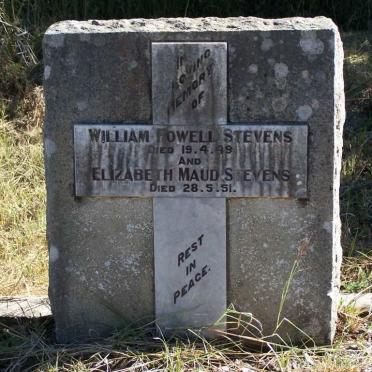 IN
LOVING
MEMORY
OF
WILLIAM POWELL STEVENS
DIED 19.4.49
AND
ELIZABETH MAUD STEVENS
DIED 28.5.51.
REST
IN
PEACE.